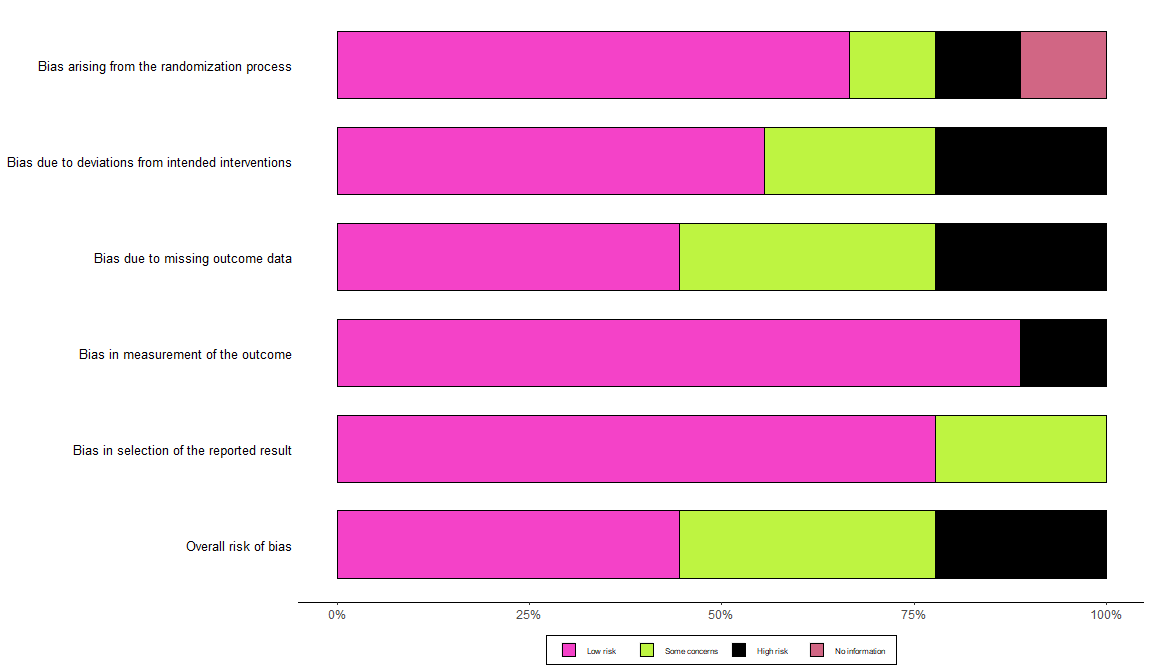 Bias arising from the randomization process
Bias due to deviations from intended interventions
Bias due to missing outcome data
Bias in measurement of the outcome
Bias in selection of the reported result
Overall risk of bias
0% 25% 50% 75% 100%
Low risk Some concerns High risk No information